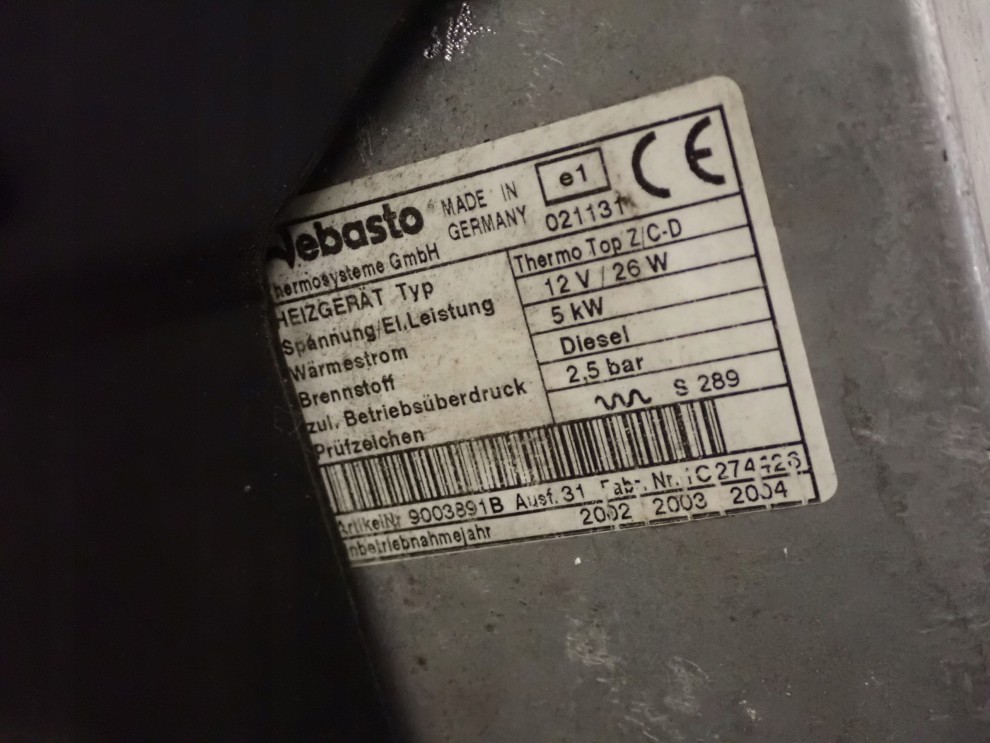 Webasto MADE IN GERMANY e1 CE
Thermosysteme GmbH 021131
HEIZGERÄT Typ Thermo Top Z/C-D
Spannung/El.Leistung 12 V / 26 W
Wärmestrom 5 kW
Brennstoff Diesel
zul. Betriebsüberdruck 2,5 bar
Prüfzeichen S 289
ArtikelNr 9003891B Ausf. 31 Fabr. Nr.
Inbetriebnahmejahr 2002 2003 2004